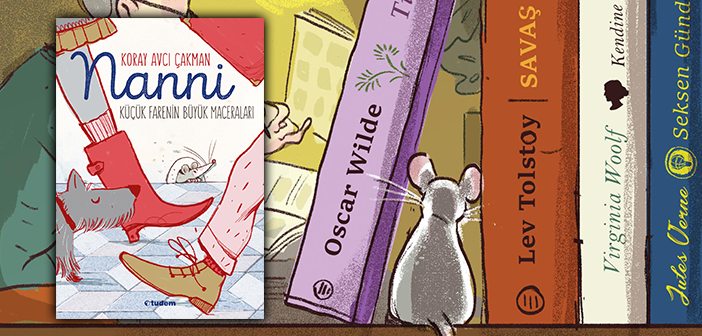 KORAY AVCI ÇAKMAN
Nanni
KÜÇÜK FARENİN BÜYÜK MACERALARI
tudem
Oscar Wilde
Lev Tolstoy | SAVAŞ
Virginia Woolf
Kendine
Jules Verne
Seksen Günd